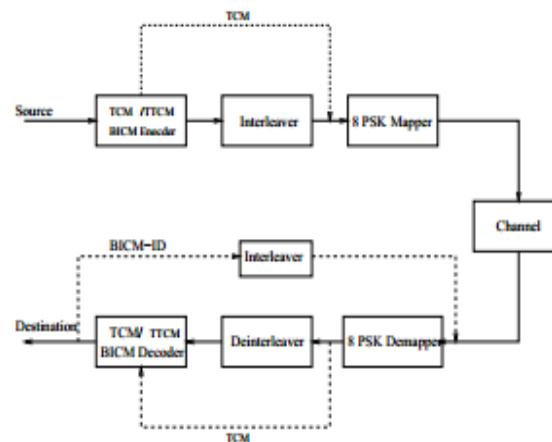 TCM
Source
TCM /TTCM
BICM Encoder
Interleaver
8 PSK Mapper
Channel
BICM-ID
Interleaver
Destination
TCM/ TTCM
BICM Decoder
Deinterleaver
8 PSK Demapper
TCM